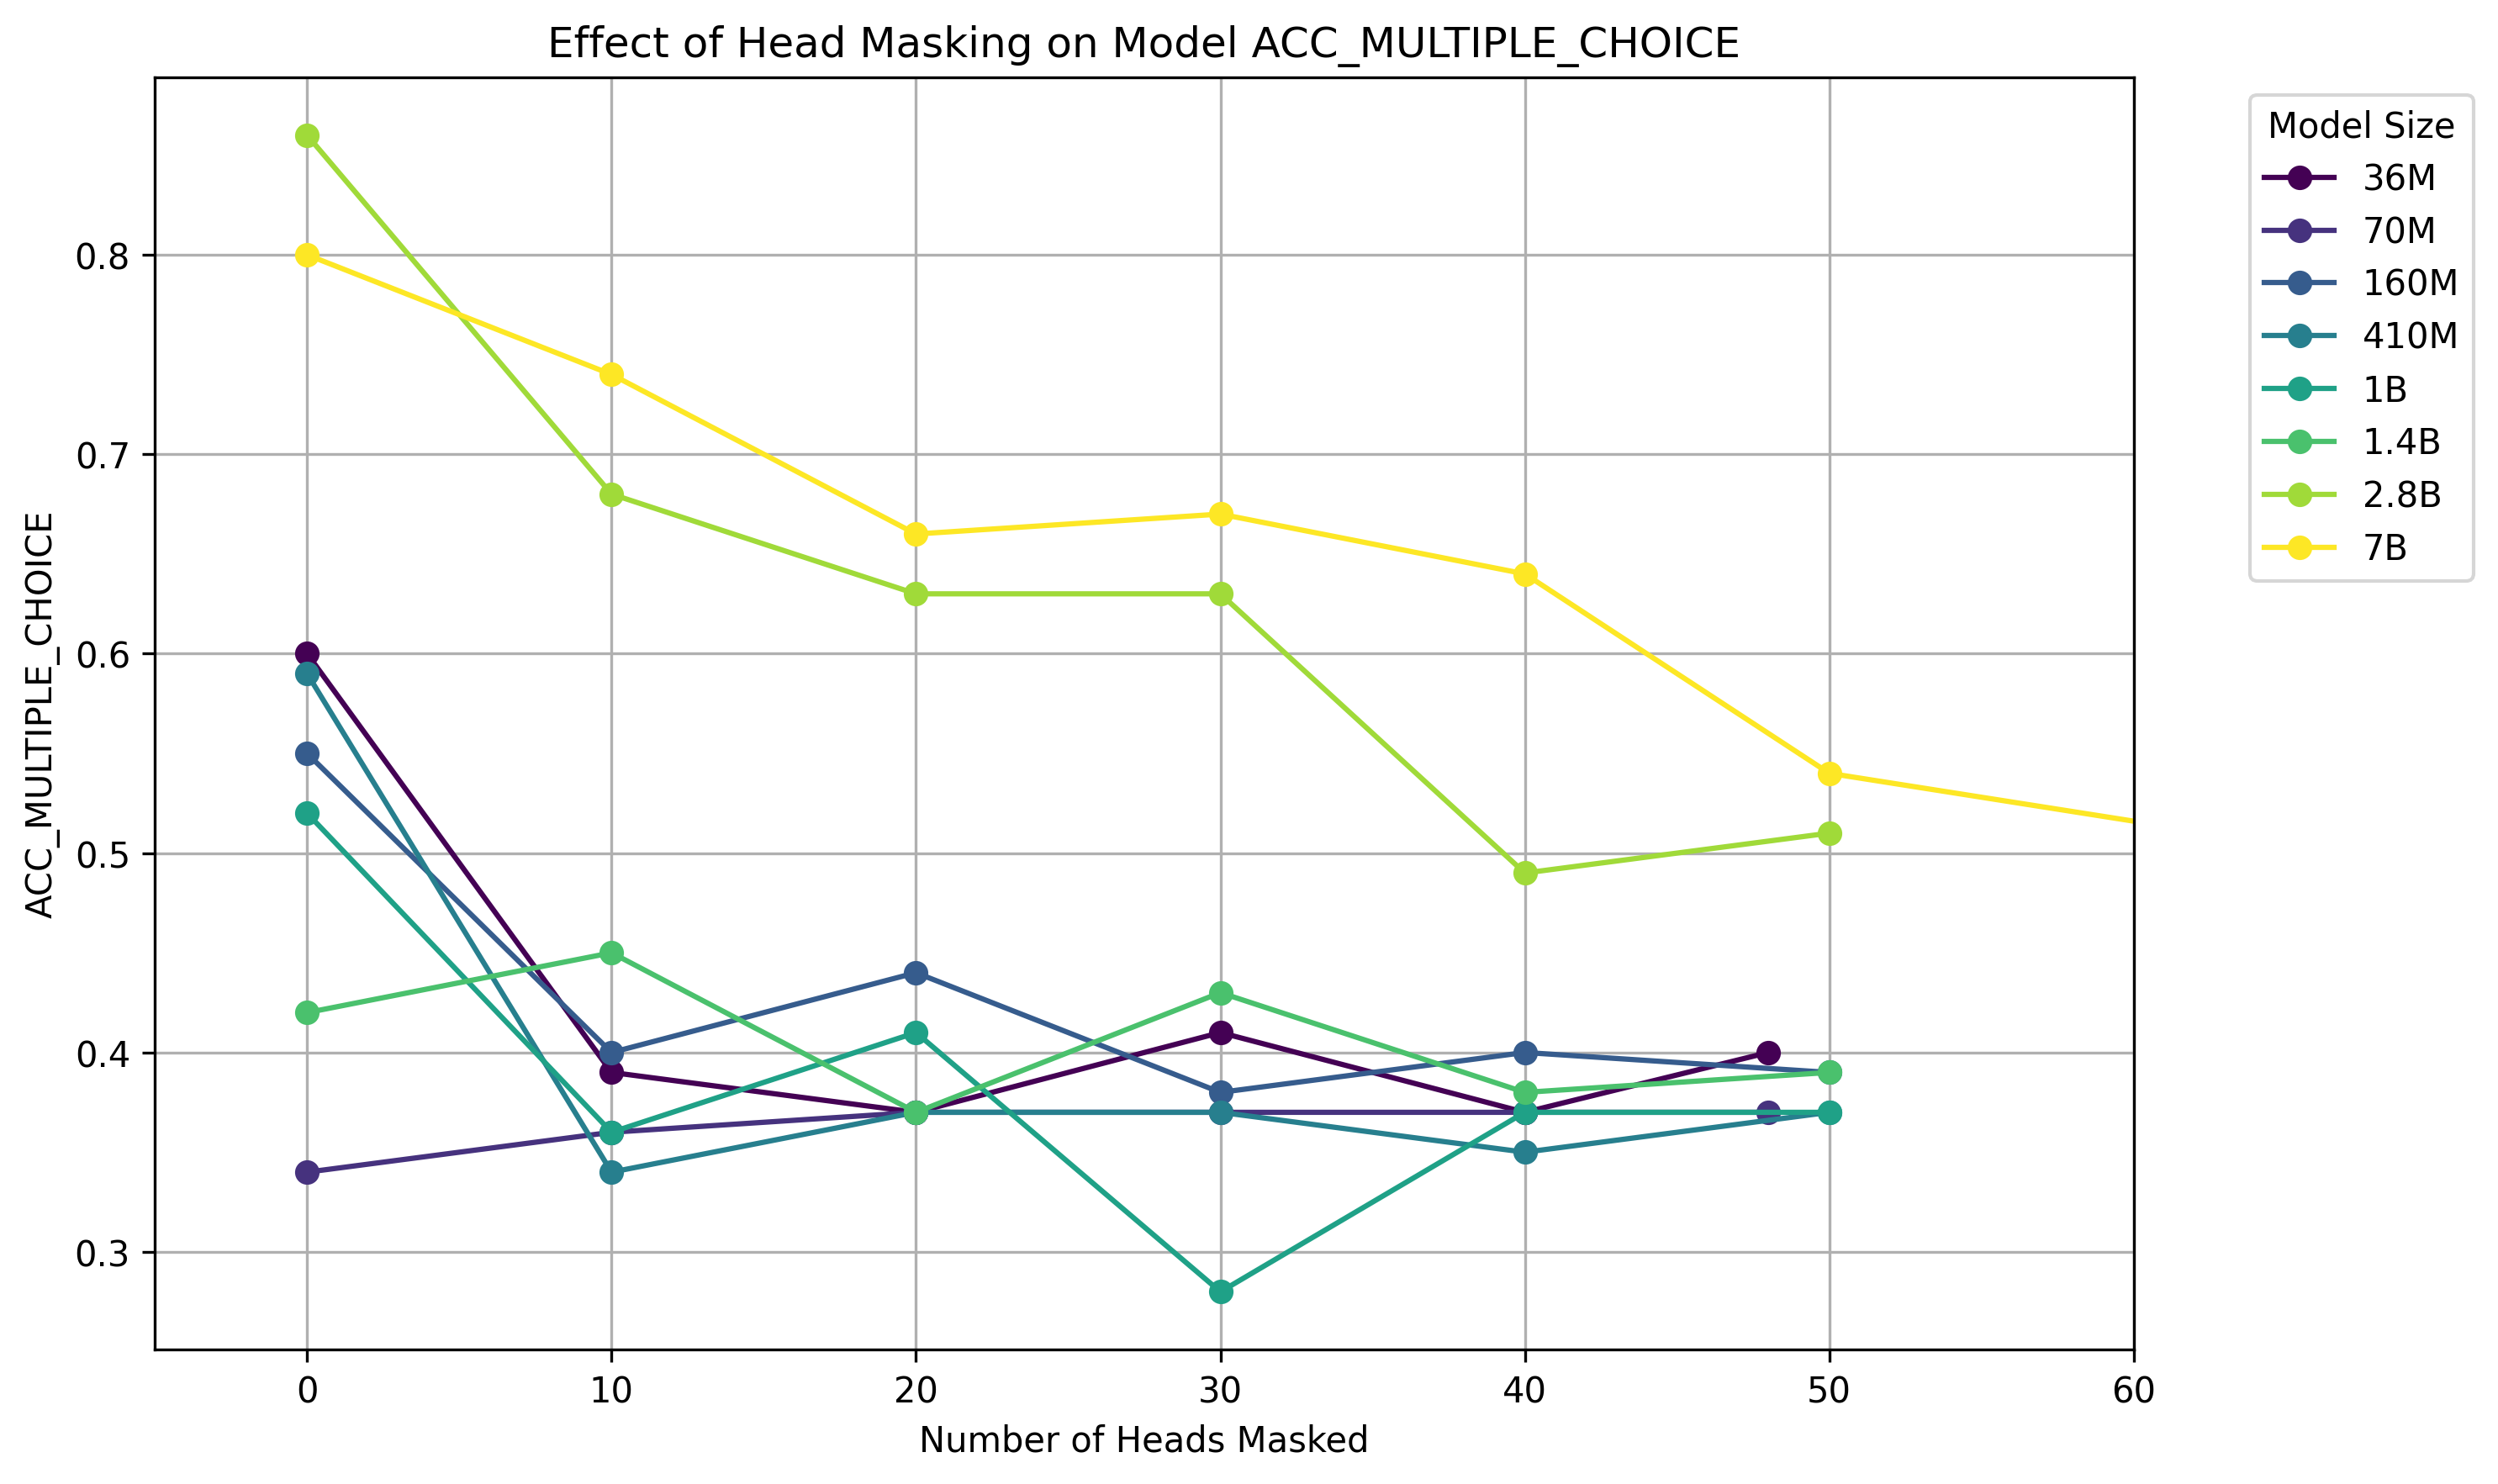 Effect of Head Masking on Model ACC_MULTIPLE_CHOICE
ACC_MULTIPLE_CHOICE
0.8
0.7
0.6
0.5
0.4
0.3
0
10
20
30
40
50
60
Number of Heads Masked
Model Size
36M
70M
160M
410M
1B
1.4B
2.8B
7B